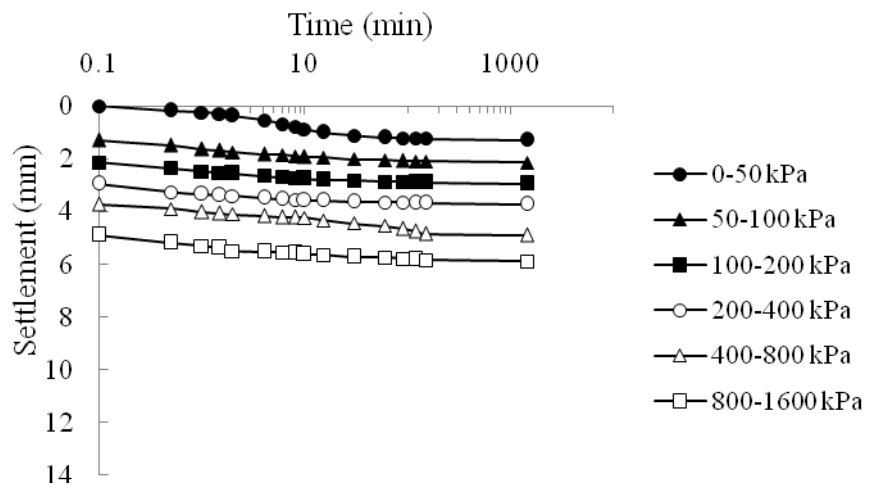 Time (min)
0.1 10 1000
0
2
4
6
8
10
12
14
Settlement (mm)
0-50 kPa
50-100 kPa
100-200 kPa
200-400 kPa
400-800 kPa
800-1600 kPa